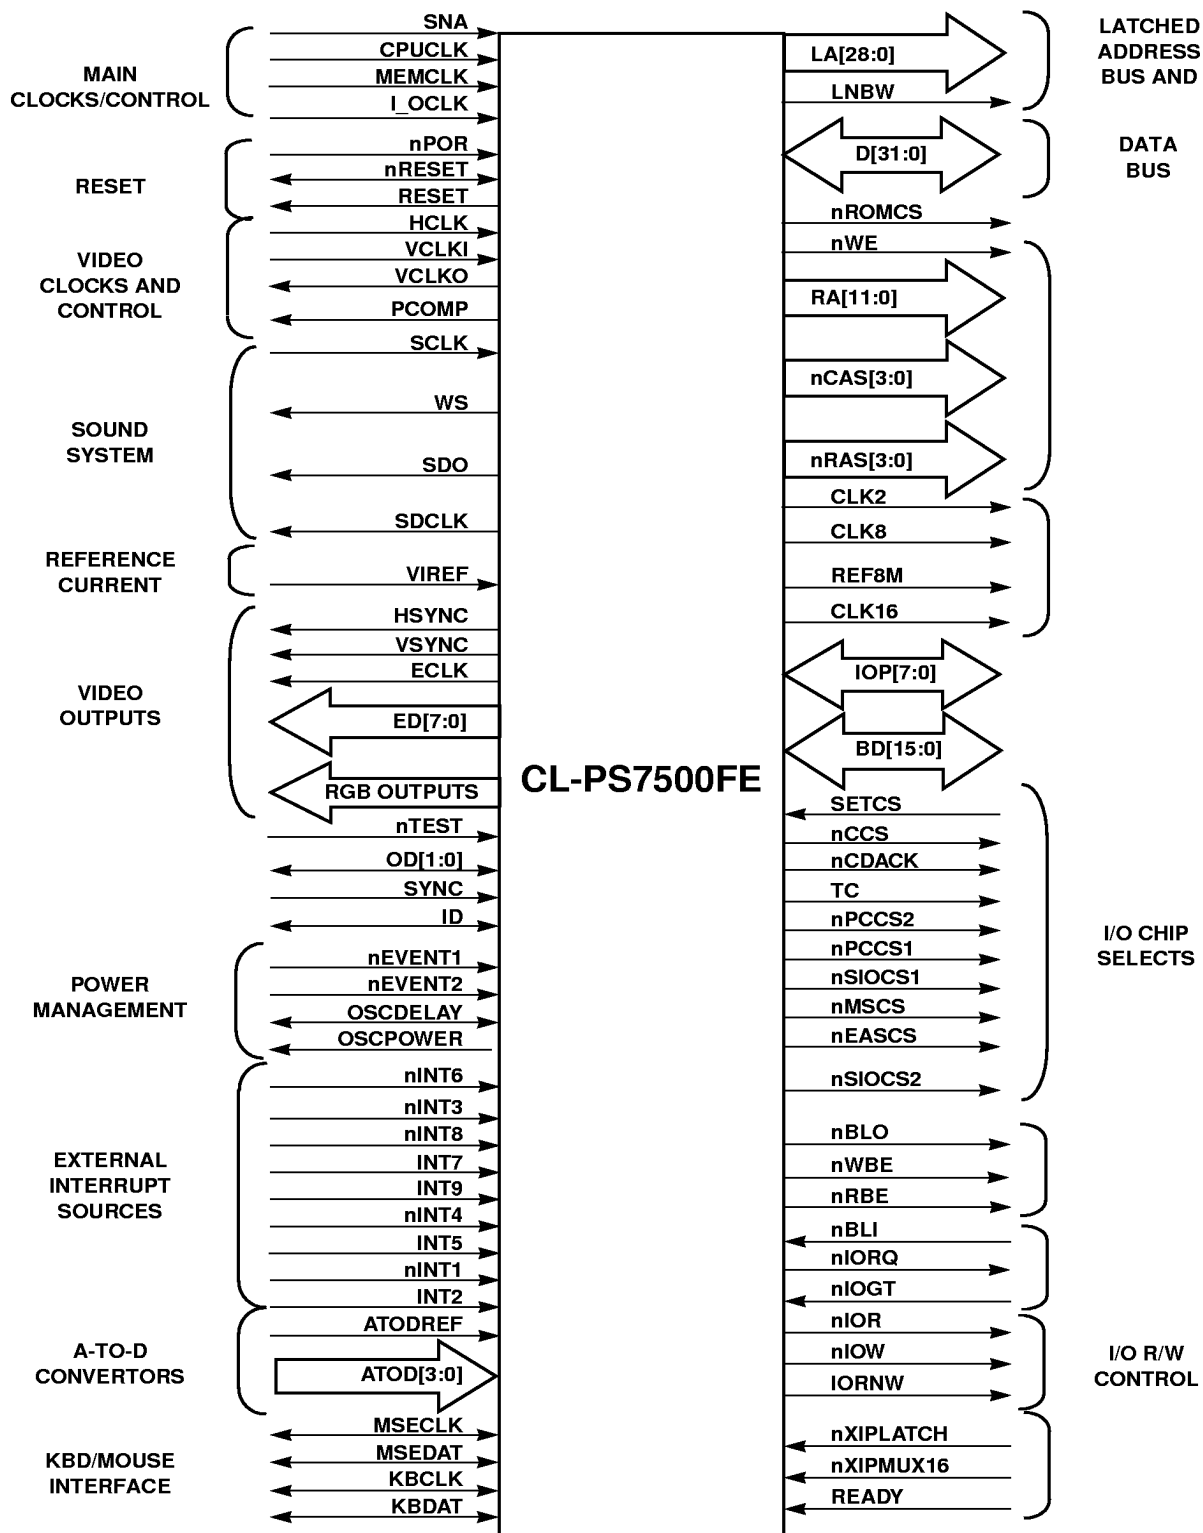 SNA
CPUCLK
MEMCLK
I_OCLK
MAIN
CLOCKS/CONTROL
nPOR
nRESET
RESET
RESET
HCLK
VCLKI
VCLKO
PCOMP
VIDEO
CLOCKS AND
CONTROL
SCLK
WS
SDO
SDCLK
SOUND
SYSTEM
REFERENCE
CURRENT
VIREF
HSYNC
VSYNC
ECLK
ED[7:0]
RGB OUTPUTS
VIDEO
OUTPUTS
nTEST
OD[1:0]
SYNC
ID
nEVENT1
nEVENT2
OSCDELAY
OSCPOWER
POWER
MANAGEMENT
nINT6
nINT3
nINT8
INT7
INT9
nINT4
INT5
nINT1
INT2
EXTERNAL
INTERRUPT
SOURCES
ATODREF
ATOD[3:0]
A-TO-D
CONVERTORS
MSECLK
MSEDAT
KBCLK
KBDAT
KBD/MOUSE
INTERFACE
CL-PS7500FE
LA[28:0]
LNBW
LATCHED
ADDRESS
BUS AND
D[31:0]
DATA
BUS
nROMCS
nWE
RA[11:0]
nCAS[3:0]
nRAS[3:0]
CLK2
CLK8
REF8M
CLK16
IOP[7:0]
BD[15:0]
SETCS
nCCS
nCDACK
TC
nPCCS2
nPCCS1
nSIOCS1
nMSCS
nEASCS
nSIOCS2
I/O CHIP
SELECTS
nBLO
nWBE
nRBE
nBLI
nIORQ
nIOGT
nIOR
nIOW
IORNW
I/O R/W
CONTROL
nXIPLATCH
nXIPMUX16
READY